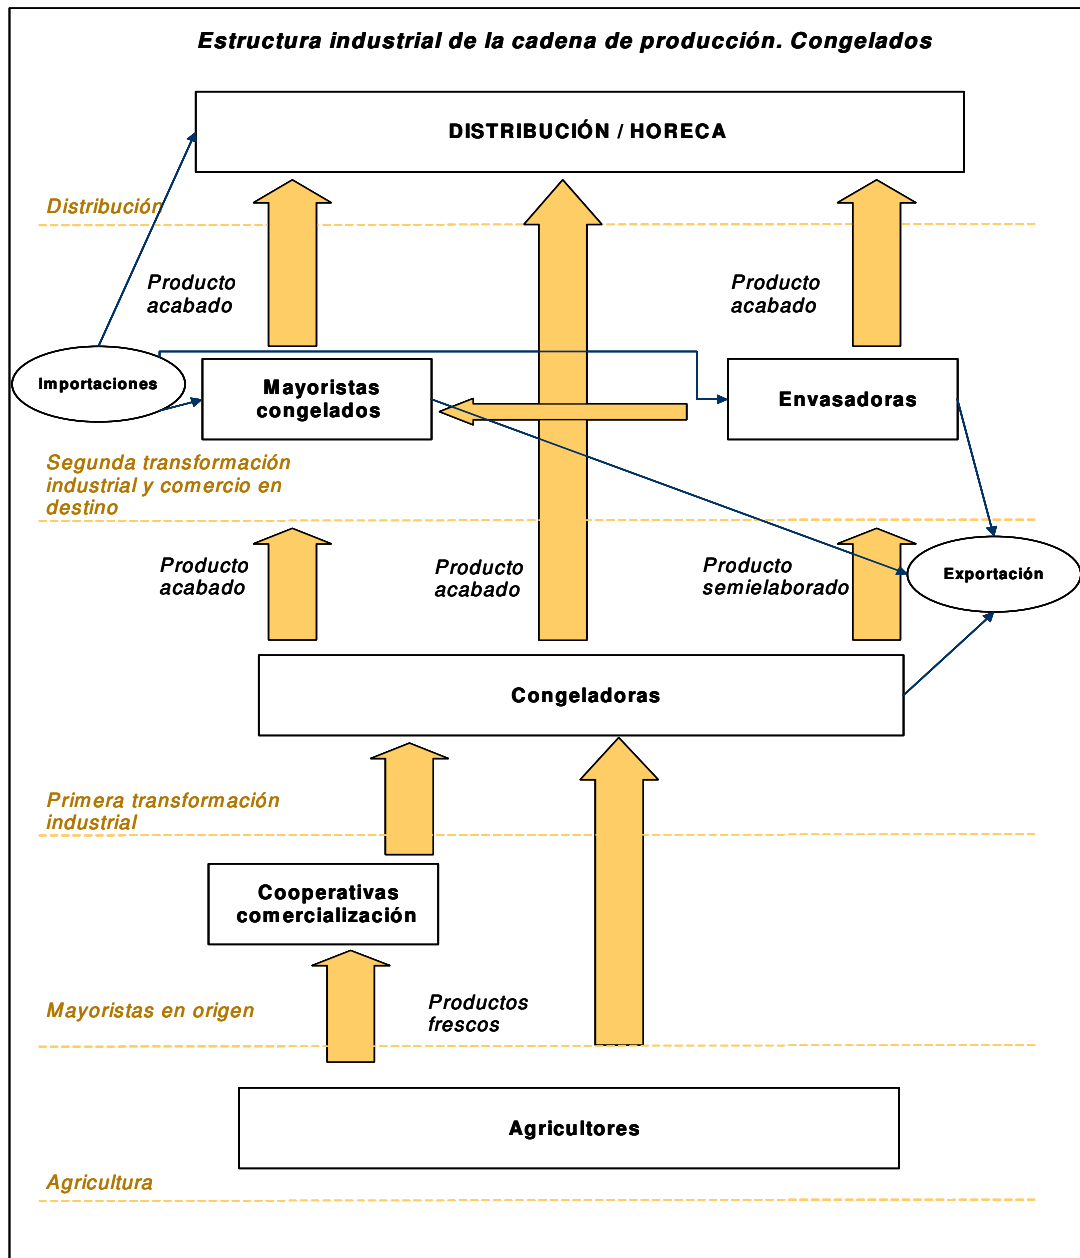 Estructura industrial de la cadena de producción. Congelados
DISTRIBUCIÓN / HORECA
Distribución
Producto
acabado
Producto
acabado
Importaciones
Mayoristas
congelados
Envasadoras
Segunda transformación
industrial y comercio en
destino
Producto
acabado
Producto
acabado
Producto
semielaborado
Exportación
Congeladoras
Primera transformación
industrial
Cooperativas
comercialización
Mayoristas en origen
Productos
frescos
Agricultores
Agricultura